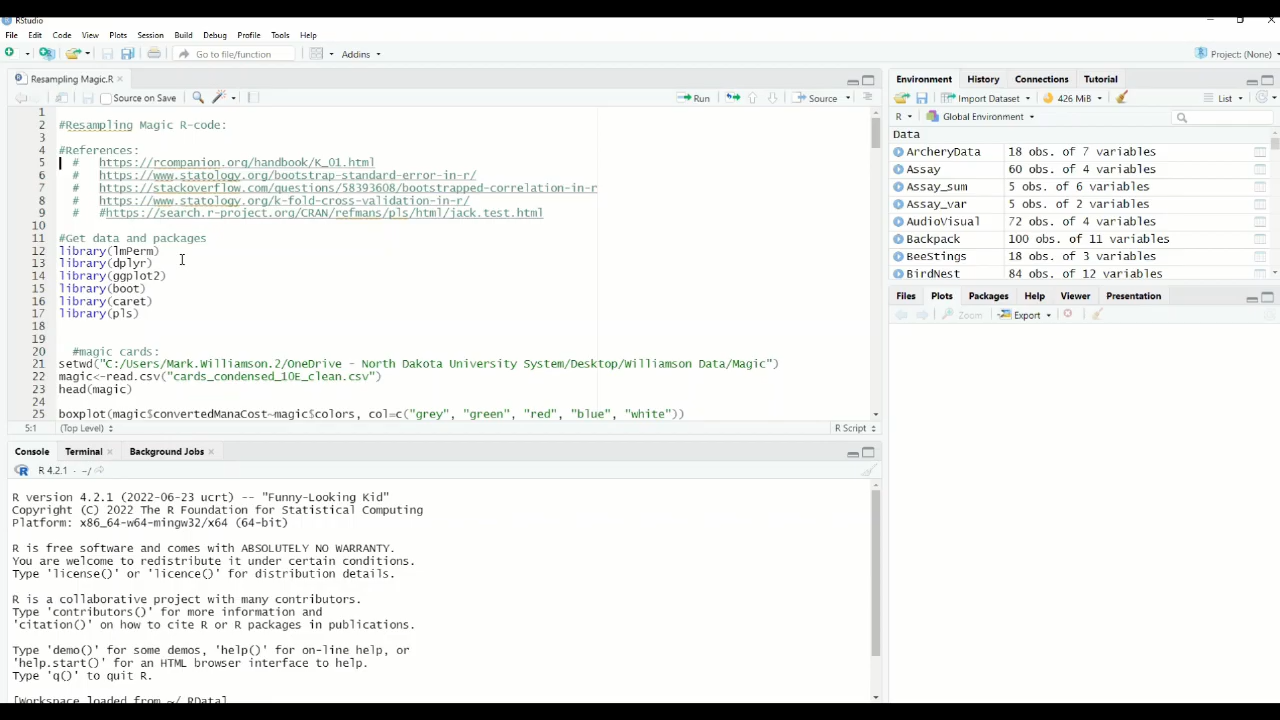 RStudio
File Edit Code View Plots Session Build Debug Profile Tools Help
Go to file/function Addins Project: (None)
Resampling Magic.R
Source on Save Run Source
1
2 #Resampling Magic R-code:
3
4 #References:
5 # https://rcompanion.org/handbook/K_01.html
6 # https://www.statology.org/bootstrap-standard-error-in-r/
7 # https://stackoverflow.com/questions/58393608/bootstrapped-correlation-in-r
8 # https://www.statology.org/k-fold-cross-validation-in-r/
9 # #https://search.r-project.org/CRAN/refmans/pls/html/jack.test.html
10
11 #Get data and packages
12 library(lmPerm)
13 library(dplyr)
14 library(ggplot2)
15 library(boot)
16 library(caret)
17 library(pls)
18
19
20 #magic cards:
21 setwd("C:/Users/Mark.Williamson.2/OneDrive - North Dakota University System/Desktop/Williamson Data/Magic")
22 magic<-read.csv("cards_condensed_10E_clean.csv")
23 head(magic)
24
25 boxplot(magic$convertedManaCost~magic$colors, col=c("grey", "green", "red", "blue", "white"))
5:1 (Top Level) R Script
Console Terminal Background Jobs
R 4.2.1 · ~/
R version 4.2.1 (2022-06-23 ucrt) -- "Funny-Looking Kid"
Copyright (C) 2022 The R Foundation for Statistical Computing
Platform: x86_64-w64-mingw32/x64 (64-bit)
R is free software and comes with ABSOLUTELY NO WARRANTY.
You are welcome to redistribute it under certain conditions.
Type 'license()' or 'licence()' for distribution details.
R is a collaborative project with many contributors.
Type 'contributors()' for more information and
'citation()' on how to cite R or R packages in publications.
Type 'demo()' for some demos, 'help()' for on-line help, or
'help.start()' for an HTML browser interface to help.
Type 'q()' to quit R.
[Workspace loaded from ~/.RData]
Environment History Connections Tutorial
Import Dataset 426 MiB List
R Global Environment
Data
ArcheryData 18 obs. of 7 variables
Assay 60 obs. of 4 variables
Assay_sum 5 obs. of 6 variables
Assay_var 5 obs. of 2 variables
AudioVisual 72 obs. of 4 variables
Backpack 100 obs. of 11 variables
BeeStings 18 obs. of 3 variables
BirdNest 84 obs. of 12 variables
Files Plots Packages Help Viewer Presentation
Zoom Export